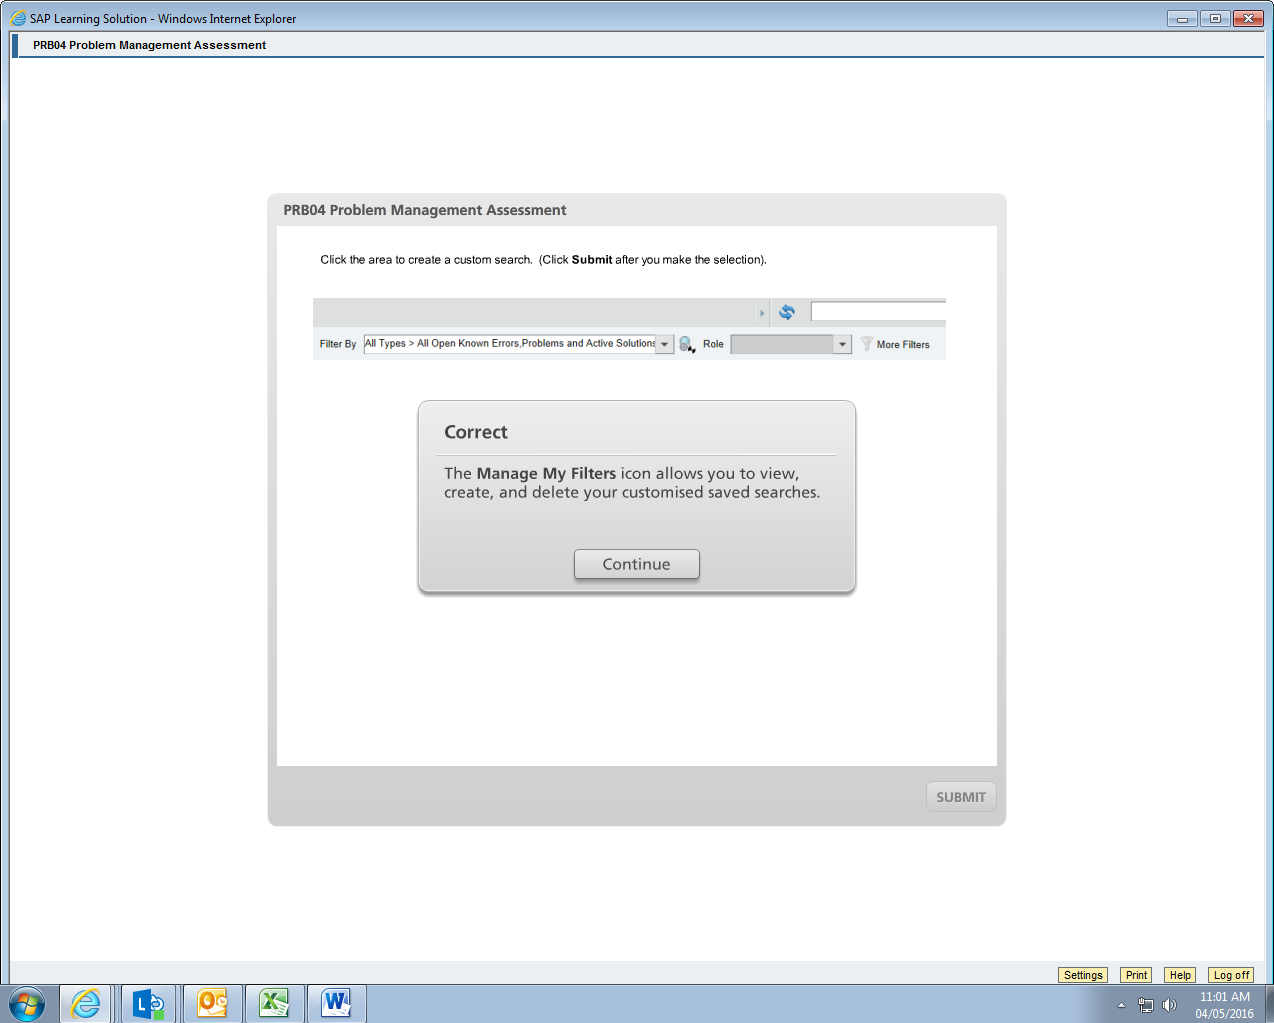 SAP Learning Solution - Windows Internet Explorer
PRB04 Problem Management Assessment
PRB04 Problem Management Assessment
Click the area to create a custom search. (Click Submit after you make the selection).
Filter By All Types > All Open Known Errors,Problems and Active Solutions Role More Filters
Correct
The Manage My Filters icon allows you to view,
create, and delete your customised saved searches.
Continue
SUBMIT
Settings Print Help Log off
11:01 AM
04/05/2016